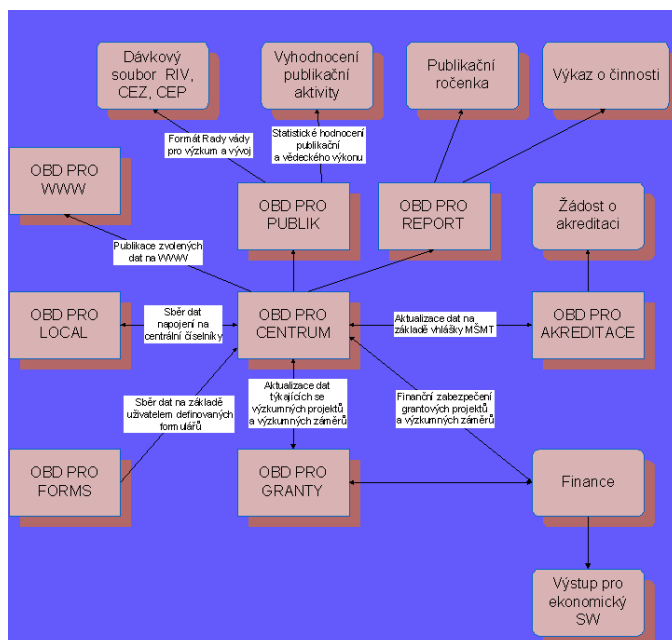 Dávkový
soubor RIV,
CEZ, CEP
Vyhodnocení
publikační
aktivity
Publikační
ročenka
Výkaz o činnosti
Formát Rady vády
pro výzkum a vývoj
Statistické hodnocení
publikační
a vědeckého výkonu
OBD PRO
WWW
OBD PRO
PUBLIK
OBD PRO
REPORT
Žádost o
akreditaci
Publikace zvolených
dat na WWW
OBD PRO
LOCAL
Sběr dat
napojení na
centrální číselníky
OBD PRO
CENTRUM
Aktualizace dat na
základě vhlášky MŠMT
OBD PRO
AKREDITACE
Sběr dat na základě
uživatelem definovaných
formulářů
Aktualizace dat
týkajících se
výzkumných projektů
a výzkumných záměrů
Finanční zabezpečení
grantových projektů
a výzkumných záměrů
OBD PRO
FORMS
OBD PRO
GRANTY
Finance
Výstup pro
ekonomický
SW